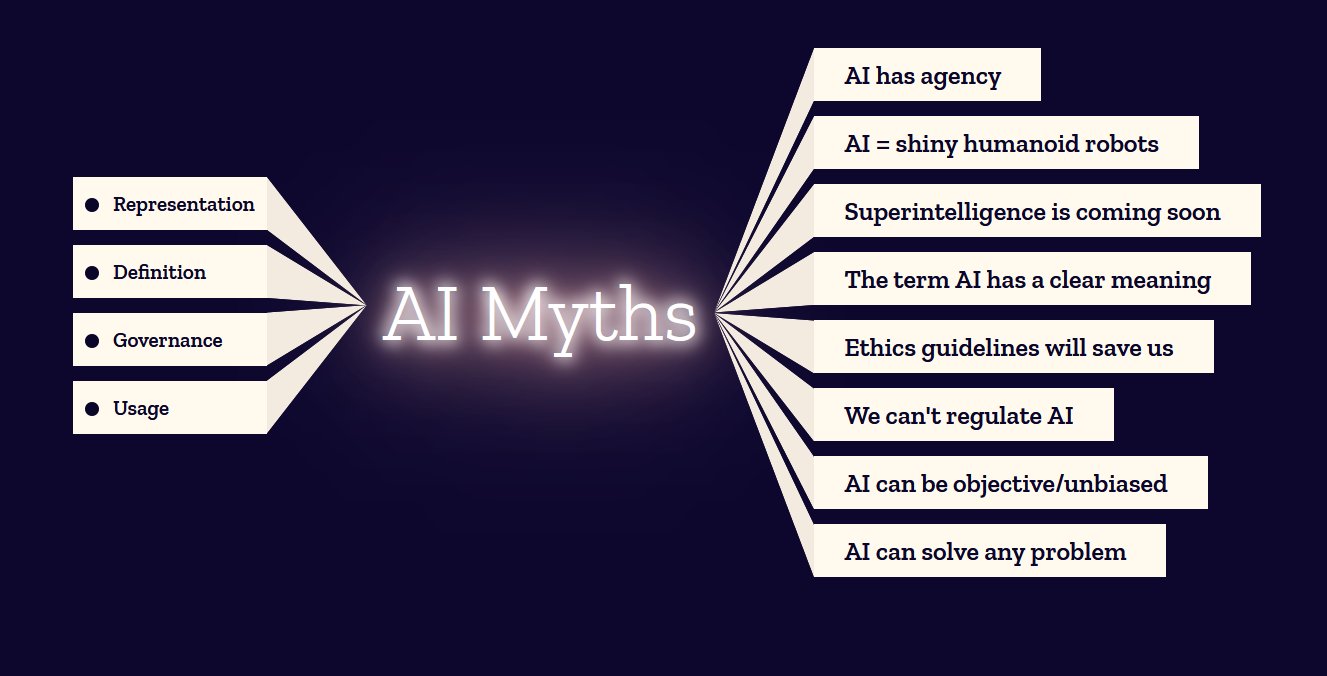 Representation
Definition
Governance
Usage
AI Myths
AI has agency
AI = shiny humanoid robots
Superintelligence is coming soon
The term AI has a clear meaning
Ethics guidelines will save us
We can't regulate AI
AI can be objective/unbiased
AI can solve any problem